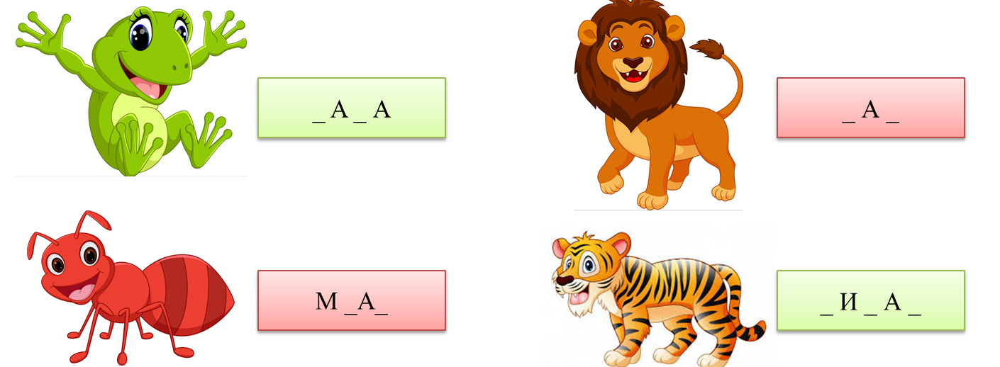 _ А _ А
_ А _
М _А_
_ И _ А _